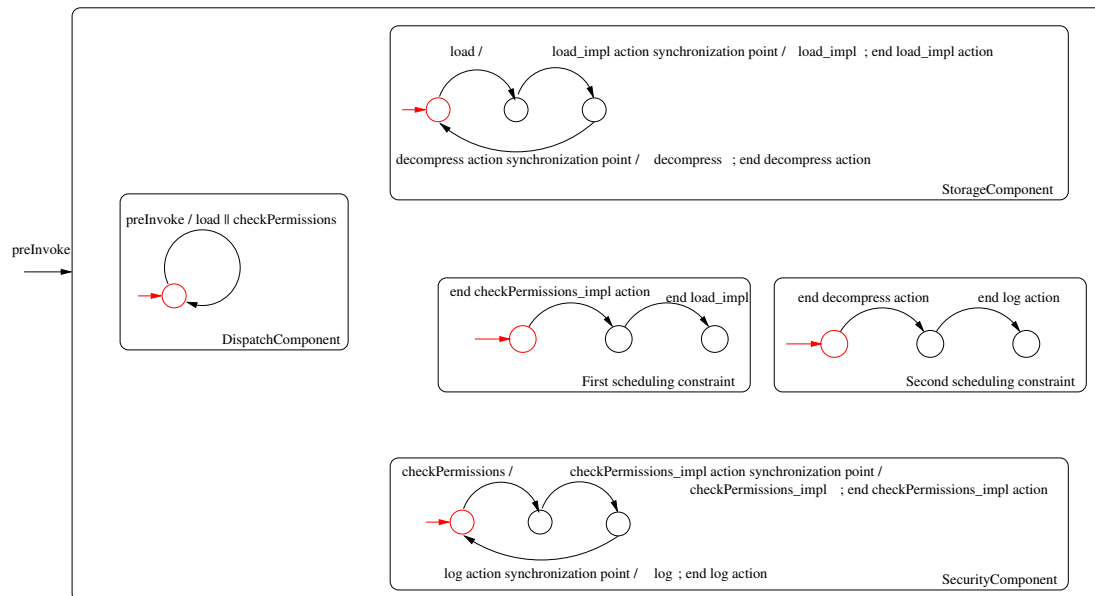 load /
load_impl action synchronization point / load_impl ; end load_impl action
decompress action synchronization point / decompress ; end decompress action
StorageComponent
preInvoke / load || checkPermissions
preInvoke
DispatchComponent
end checkPermissions_impl action
end load_impl
First scheduling constraint
end decompress action
end log action
Second scheduling constraint
checkPermissions /
checkPermissions_impl action synchronization point /
checkPermissions_impl ; end checkPermissions_impl action
log action synchronization point / log ; end log action
SecurityComponent